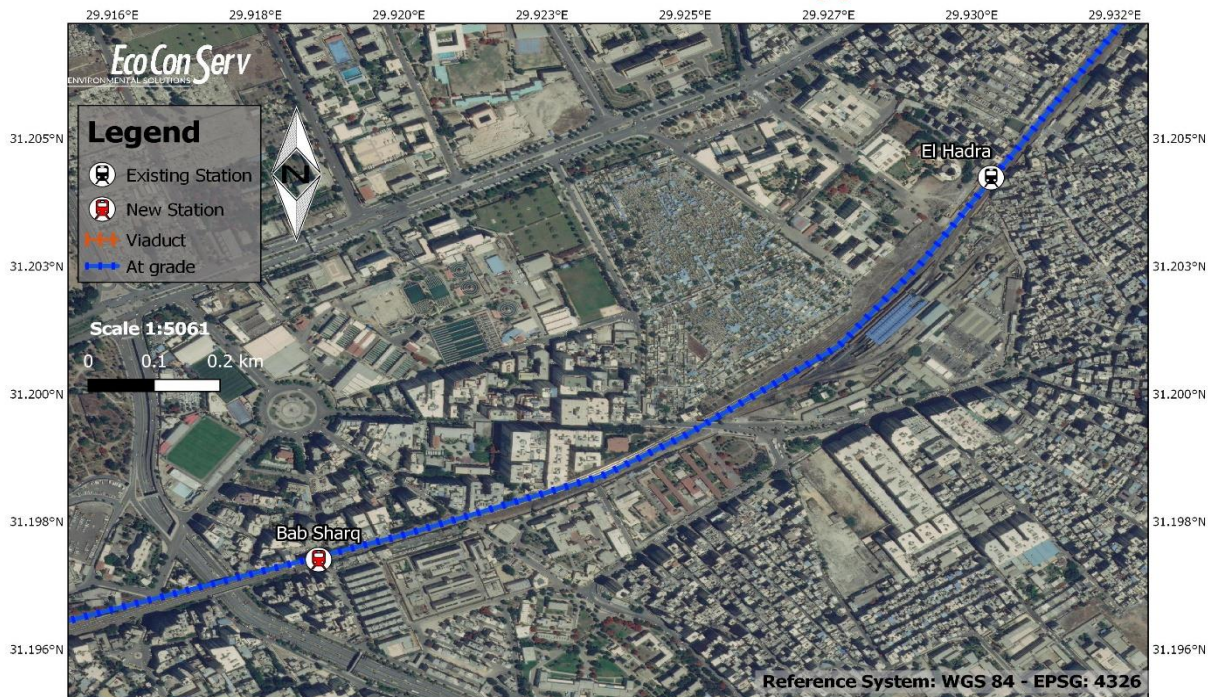 29.916°E 29.918°E 29.920°E 29.923°E 29.925°E 29.927°E 29.930°E 29.932°E
EcoConServ
ENVIRONMENTAL SOLUTIONS
Legend
Existing Station
New Station
Viaduct
At grade
N
Scale 1:5061
0 0.1 0.2 km
31.205°N 31.205°N
El Hadra
31.203°N 31.203°N
31.200°N 31.200°N
31.198°N 31.198°N
Bab Sharq
31.196°N 31.196°N
Reference System: WGS 84 - EPSG: 4326